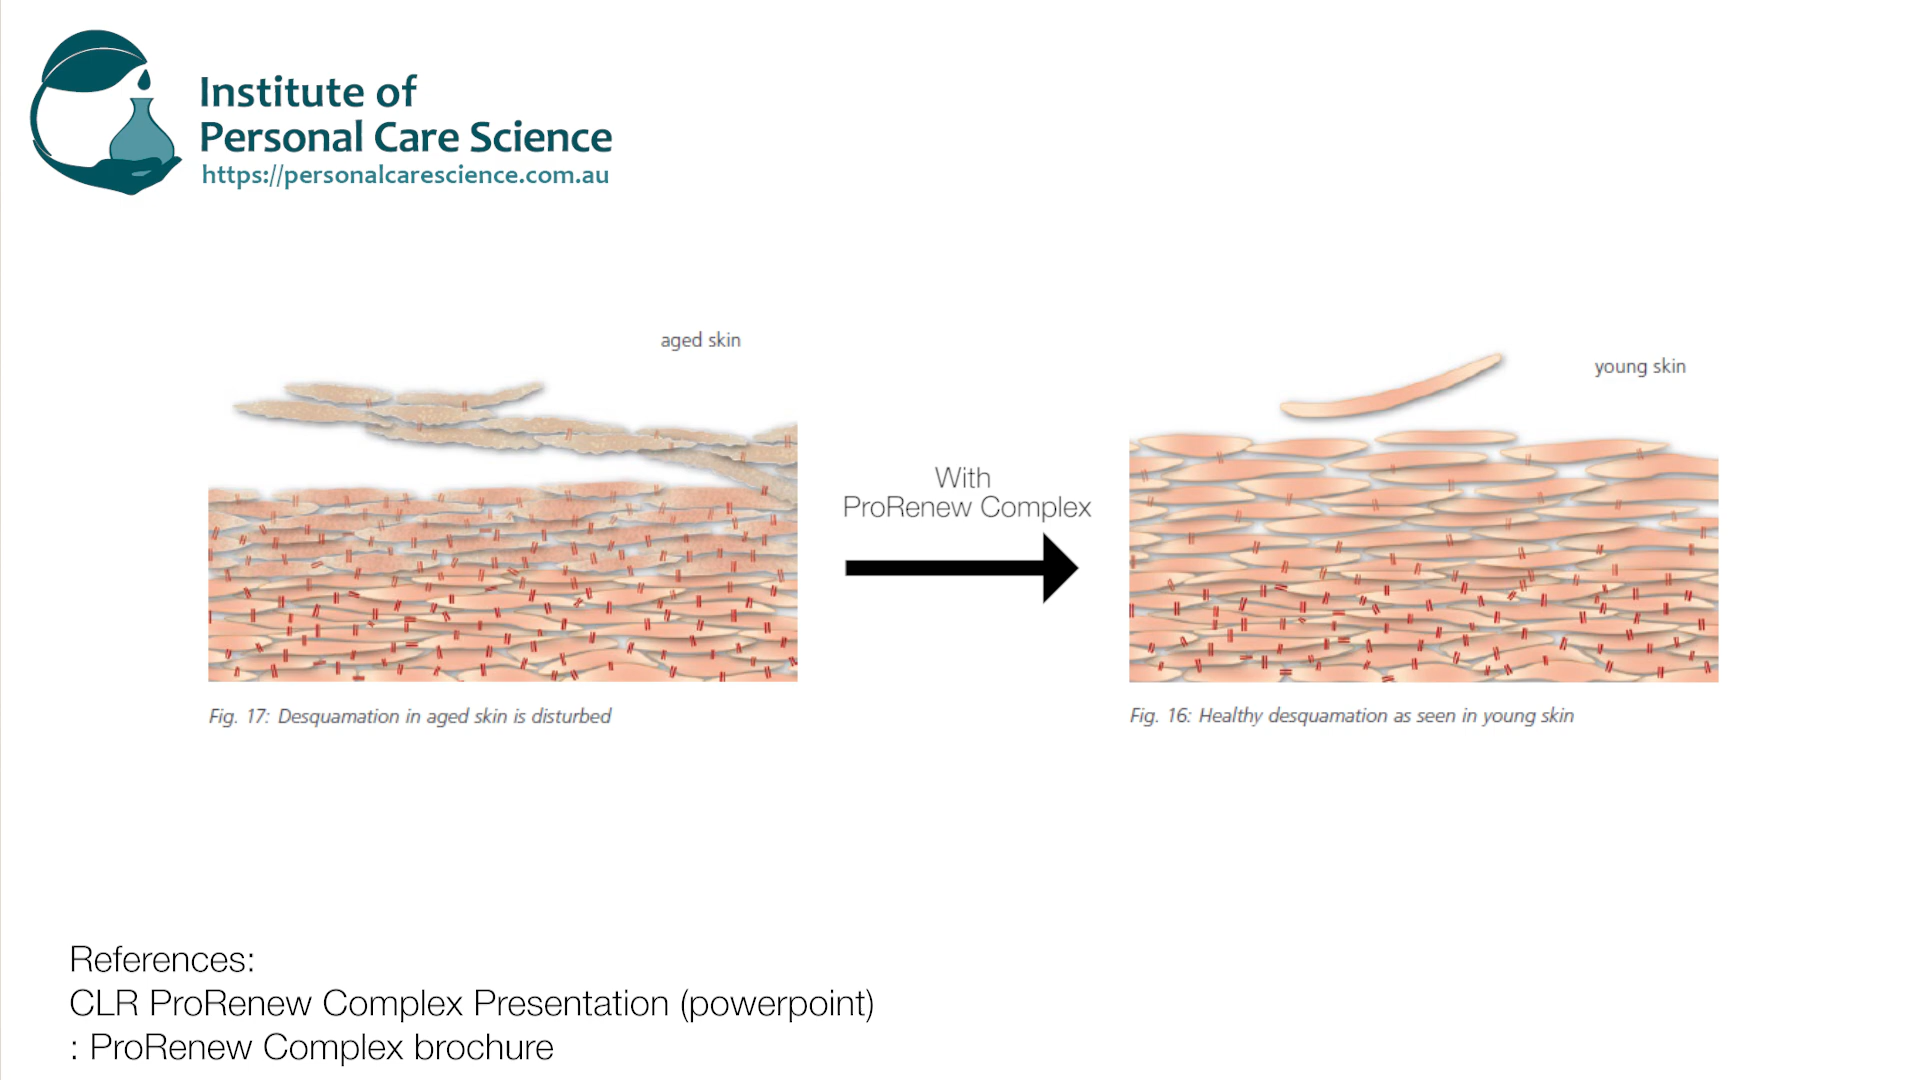 Institute of
Personal Care Science
https://personalcarescience.com.au
aged skin
young skin
With
ProRenew Complex
Fig. 17: Desquamation in aged skin is disturbed
Fig. 16: Healthy desquamation as seen in young skin
References:
CLR ProRenew Complex Presentation (powerpoint)
: ProRenew Complex brochure